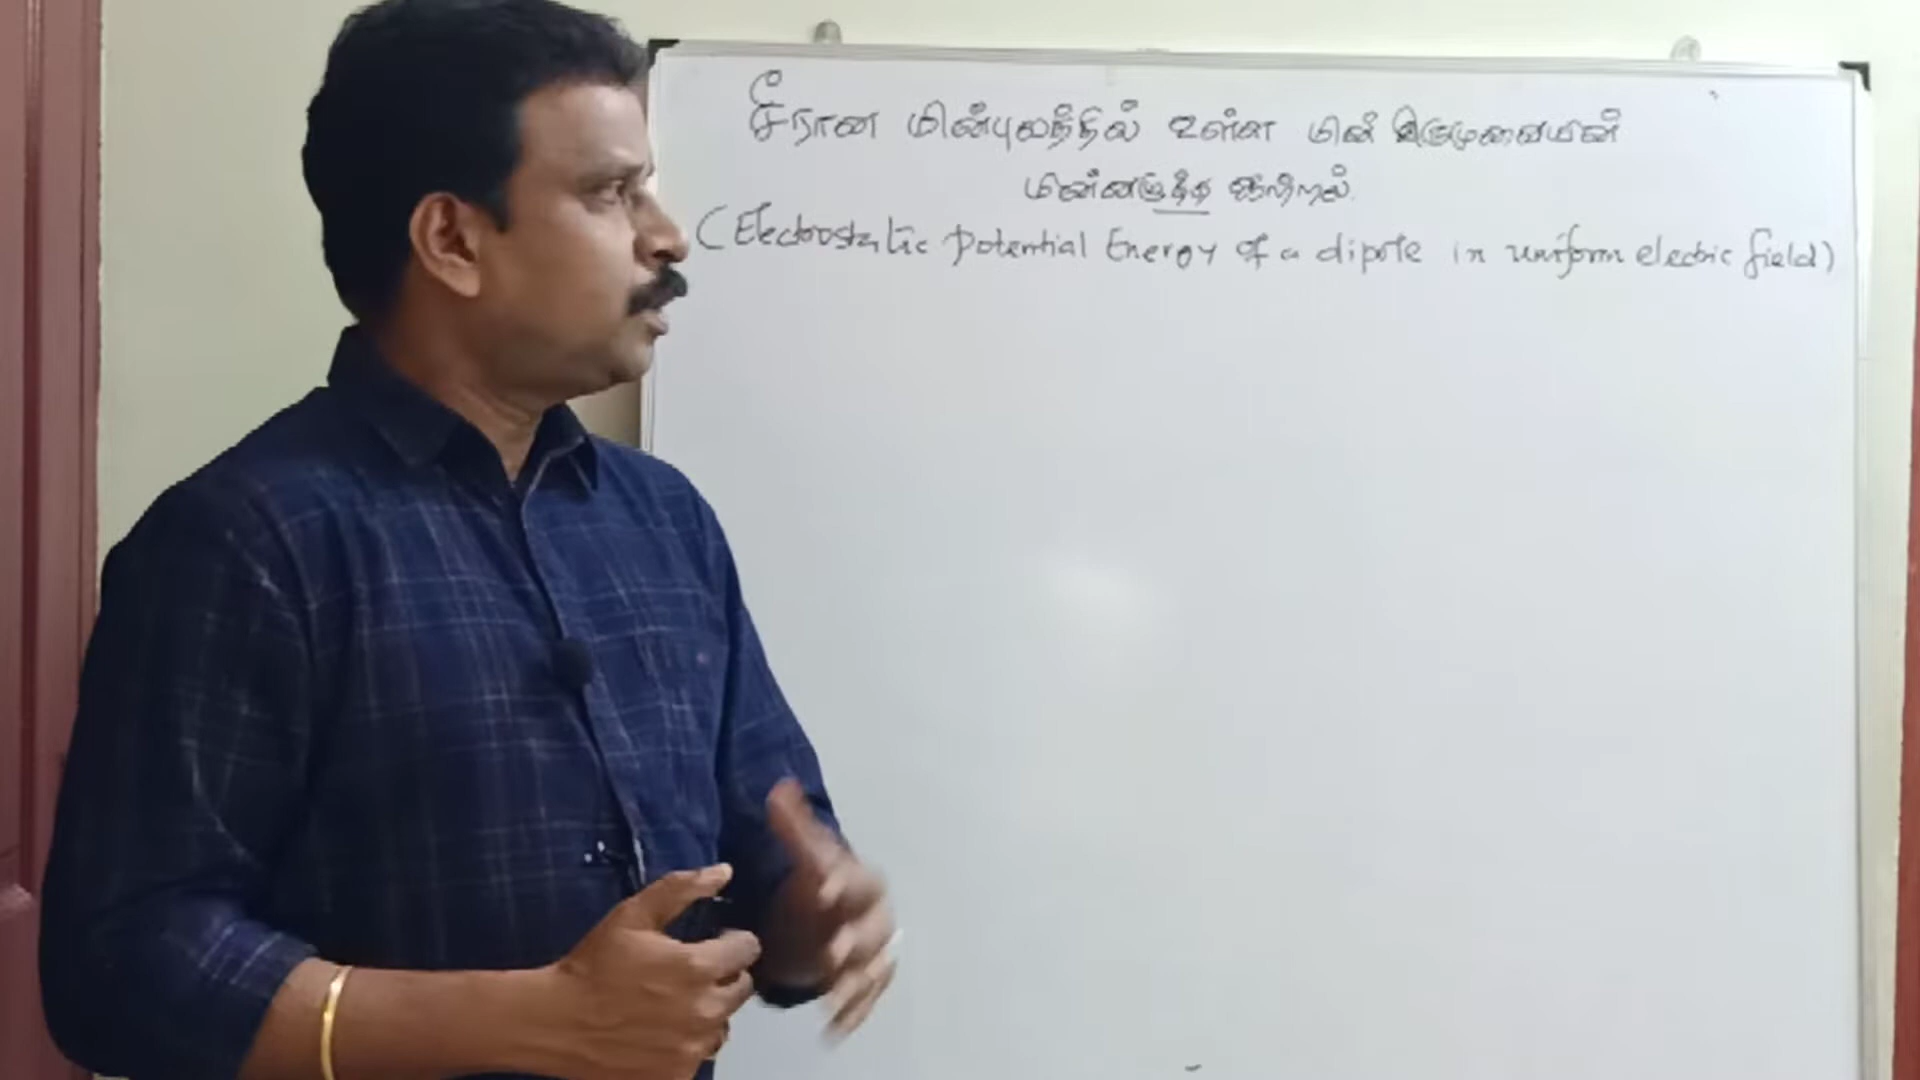 சீரான மின்புலத்தில் உள்ள மின் இருமுனையின்
மின்னழுத்த ஆற்றல்
(Electrostatic Potential Energy of a dipole in uniform electric field)